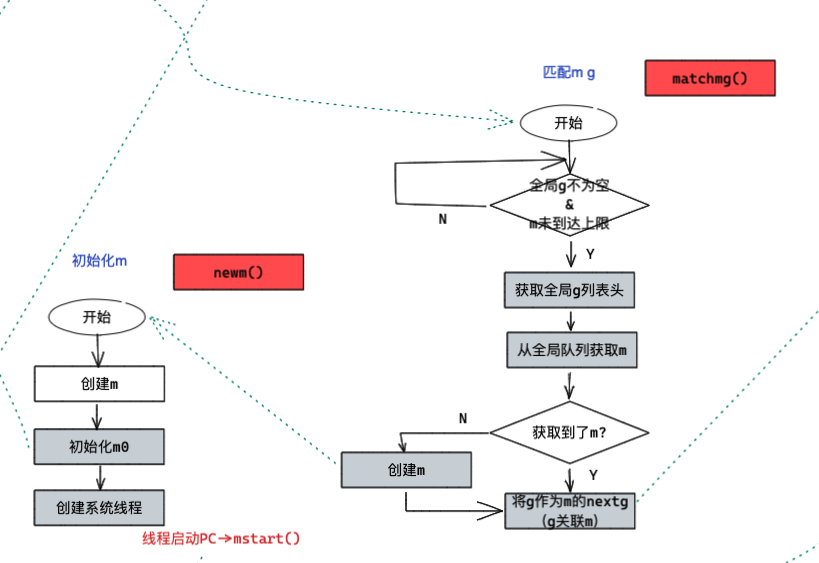 匹配m g
matchmg()
开始
全局g不为空
&
m未到达上限
N
Y
获取全局g列表头
从全局队列获取m
获取到了m?
N
Y
创建m
将g作为m的nextg
(g关联m)
初始化m
newm()
开始
创建m
初始化m0
创建系统线程
线程启动PC->mstart()